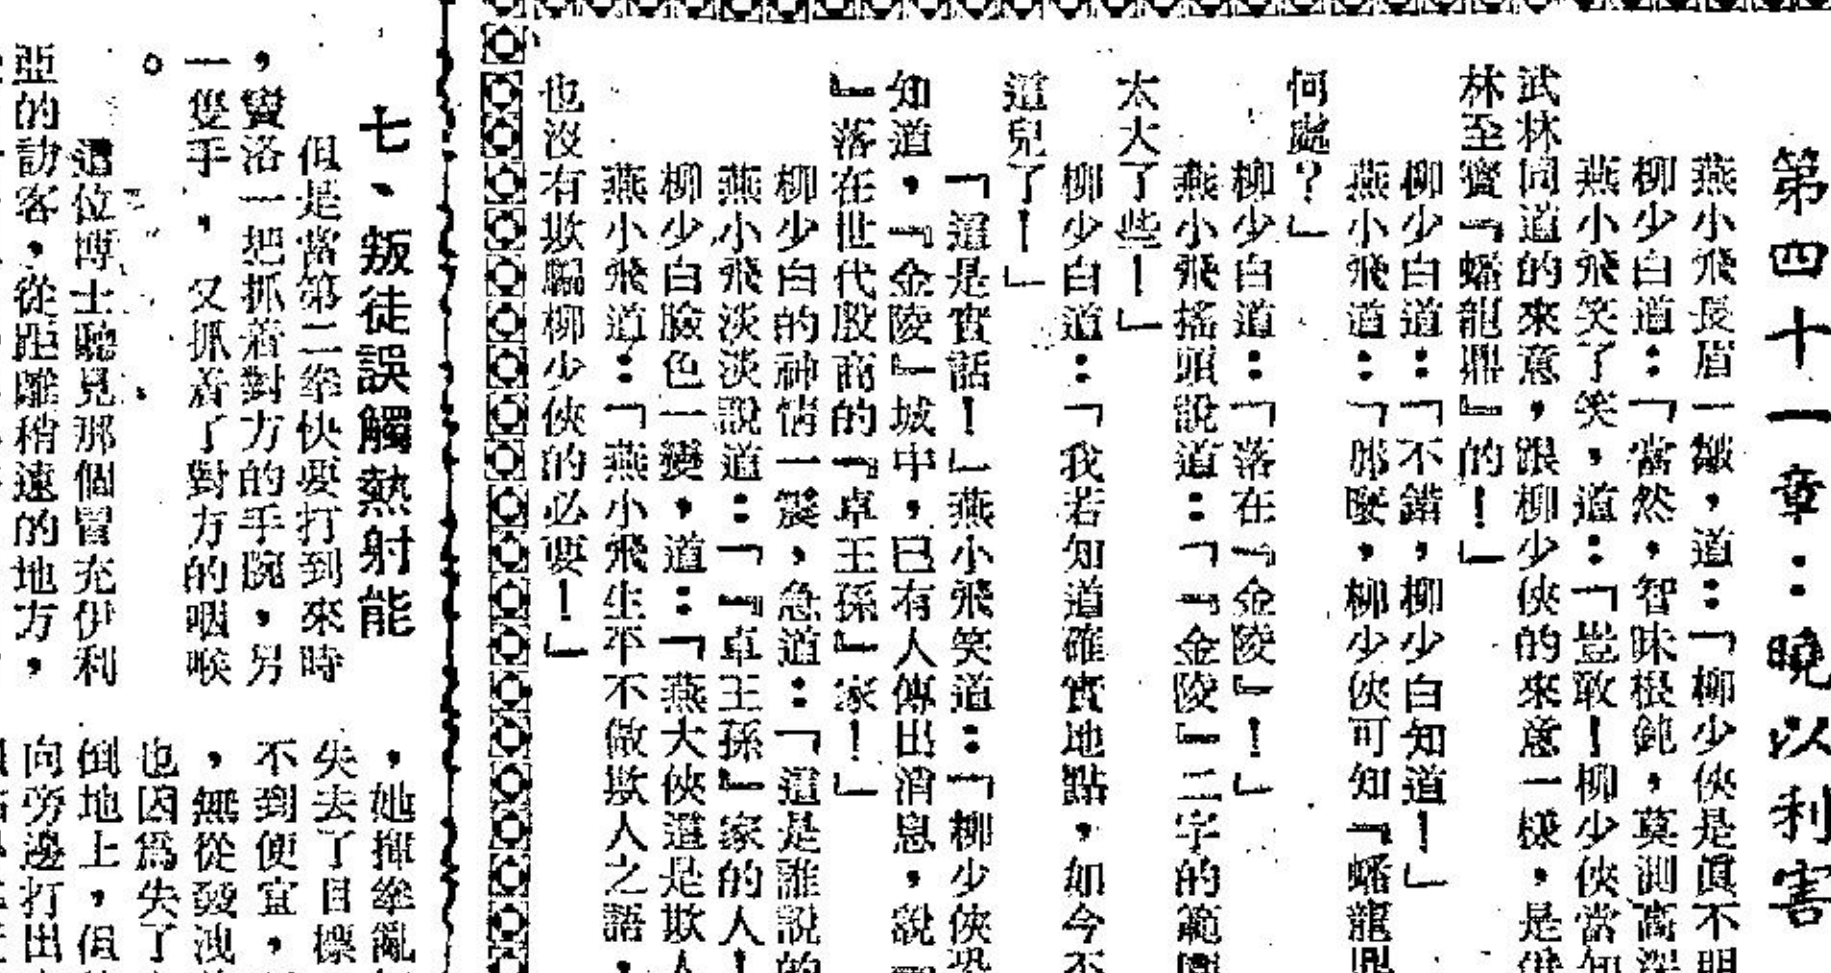 第四十一章：曉以利害
燕小飛長眉一皺，道：「柳少俠是眞不明
柳少白道：「當然，智昧根鈍，莫測高深
燕小飛笑了笑，道：「豈敢！柳少俠當知
武林同道的來意，跟柳少俠的來意一樣，是
林至寶『蟠龍鼎』的！」
柳少白道：「不錯，柳少白知道！」
燕小飛道：「那麼，柳少俠可知『蟠龍鼎
何處？」
柳少白道：「落在『金陵』！」
燕小飛搖頭說道：「『金陵』二字的範圍
太大了些！」
柳少白道：「我若知道確實地點，如今不
這兒了！」
「這是實話！」燕小飛笑道：「柳少俠恐
知道，『金陵』城中，已有人傳出消息，說『
』落在世代殷商的『卓王孫』家！」
柳少白的神情一震，急道：「這是誰說的
燕小飛淡淡說道：「『卓王孫』家的人！
柳少白臉色一變，道：「燕大俠這是欺人
燕小飛道：「燕小飛生平不做欺人之語，
也沒有欺騙柳少俠的必要！」
七、叛徒誤觸熱射能
但是當第二拳快要打到來時
，寶洛一把抓着對方的手腕，另
一隻手，又抓着了對方的咽喉
。
這位博士聽見那個冒充伊利
亞的訪客，從距離稍遠的地方，
，她揮拳亂
失去了目標
不到便宜，
，無從發洩
也因爲失了
倒地上，但
向旁邊打出